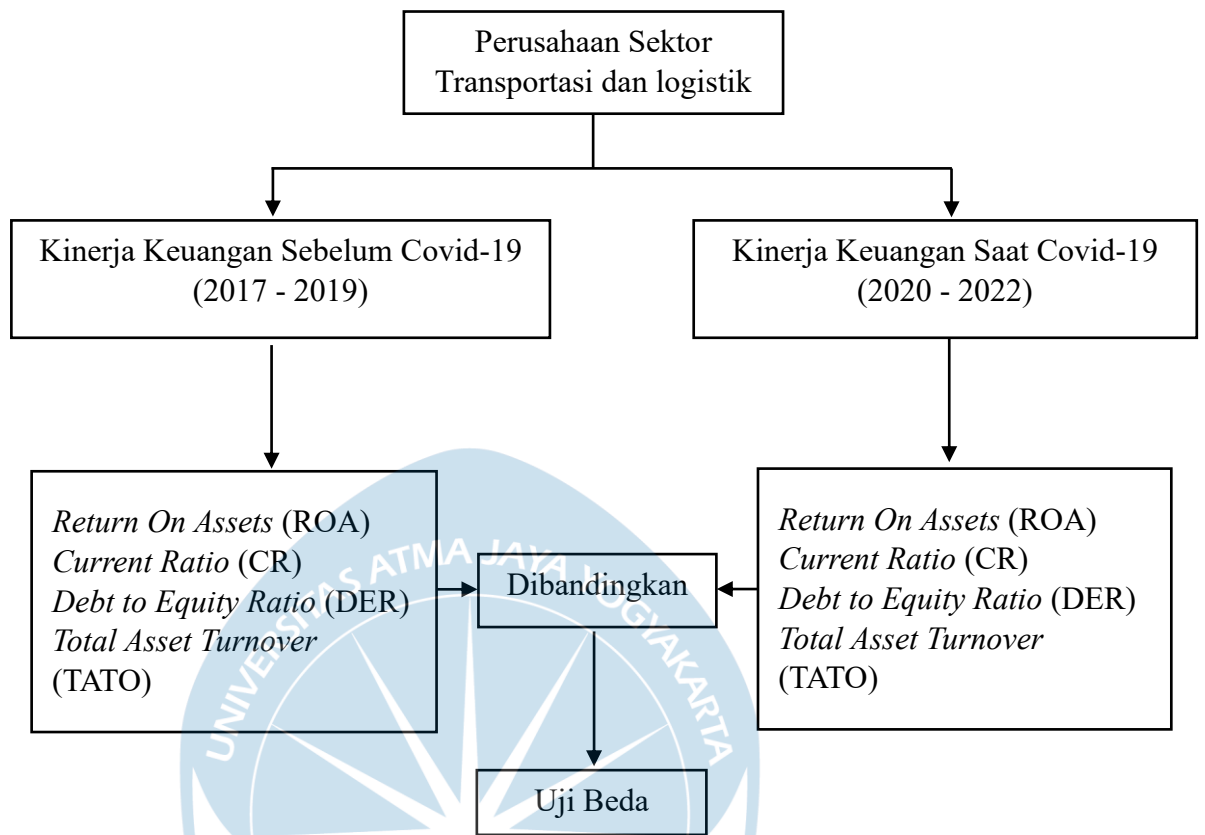 Perusahaan Sektor
Transportasi dan logistik
Kinerja Keuangan Sebelum Covid-19
(2017 - 2019)
Kinerja Keuangan Saat Covid-19
(2020 - 2022)
Return On Assets (ROA)
Current Ratio (CR)
Debt to Equity Ratio (DER)
Total Asset Turnover
(TATO)
Dibandingkan
Return On Assets (ROA)
Current Ratio (CR)
Debt to Equity Ratio (DER)
Total Asset Turnover
(TATO)
Uji Beda
UNIVERSITAS ATMA JAYA YOGYAKARTA